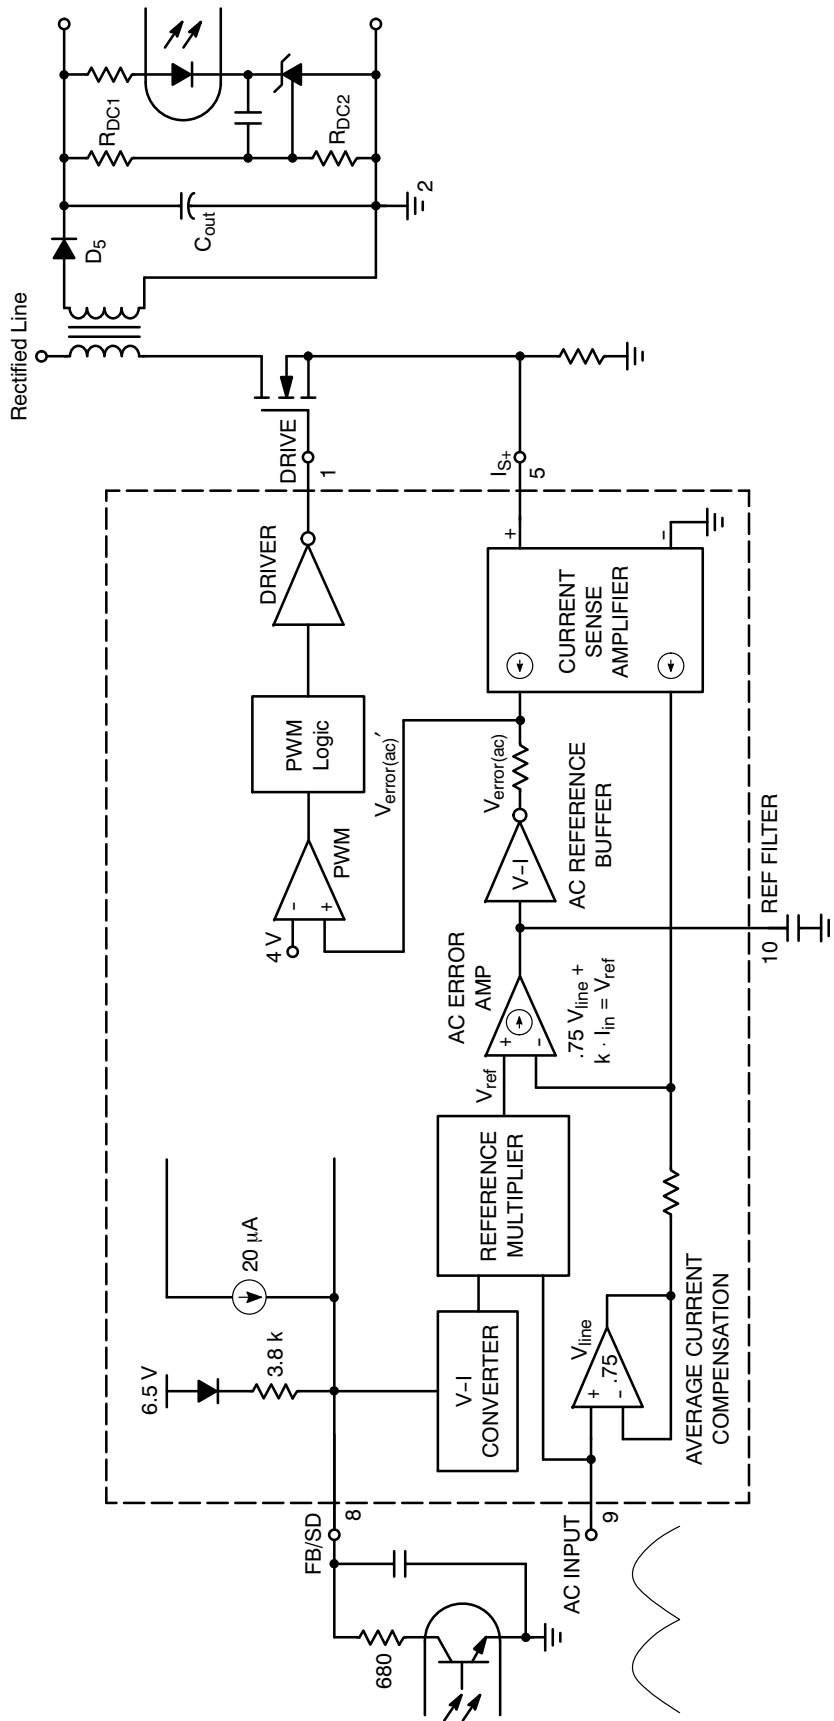 6.5 V
20 μA
3.8 k
FB/SD
8
680
V-I
CONVERTER
REFERENCE
MULTIPLIER
Vref
AC ERROR
AMP
+
-
.75 Vline +
k · Iin = Vref
4 V
-
+
PWM
PWM
Logic
DRIVER
DRIVE
1
Verror(ac)'
Verror(ac)
V-I
AC REFERENCE
BUFFER
CURRENT
SENSE
AMPLIFIER
+
-
IS+
5
AC INPUT
9
+
-
.75
Vline
AVERAGE CURRENT
COMPENSATION
10
REF FILTER
Rectified Line
D5
Cout
RDC1
RDC2
2